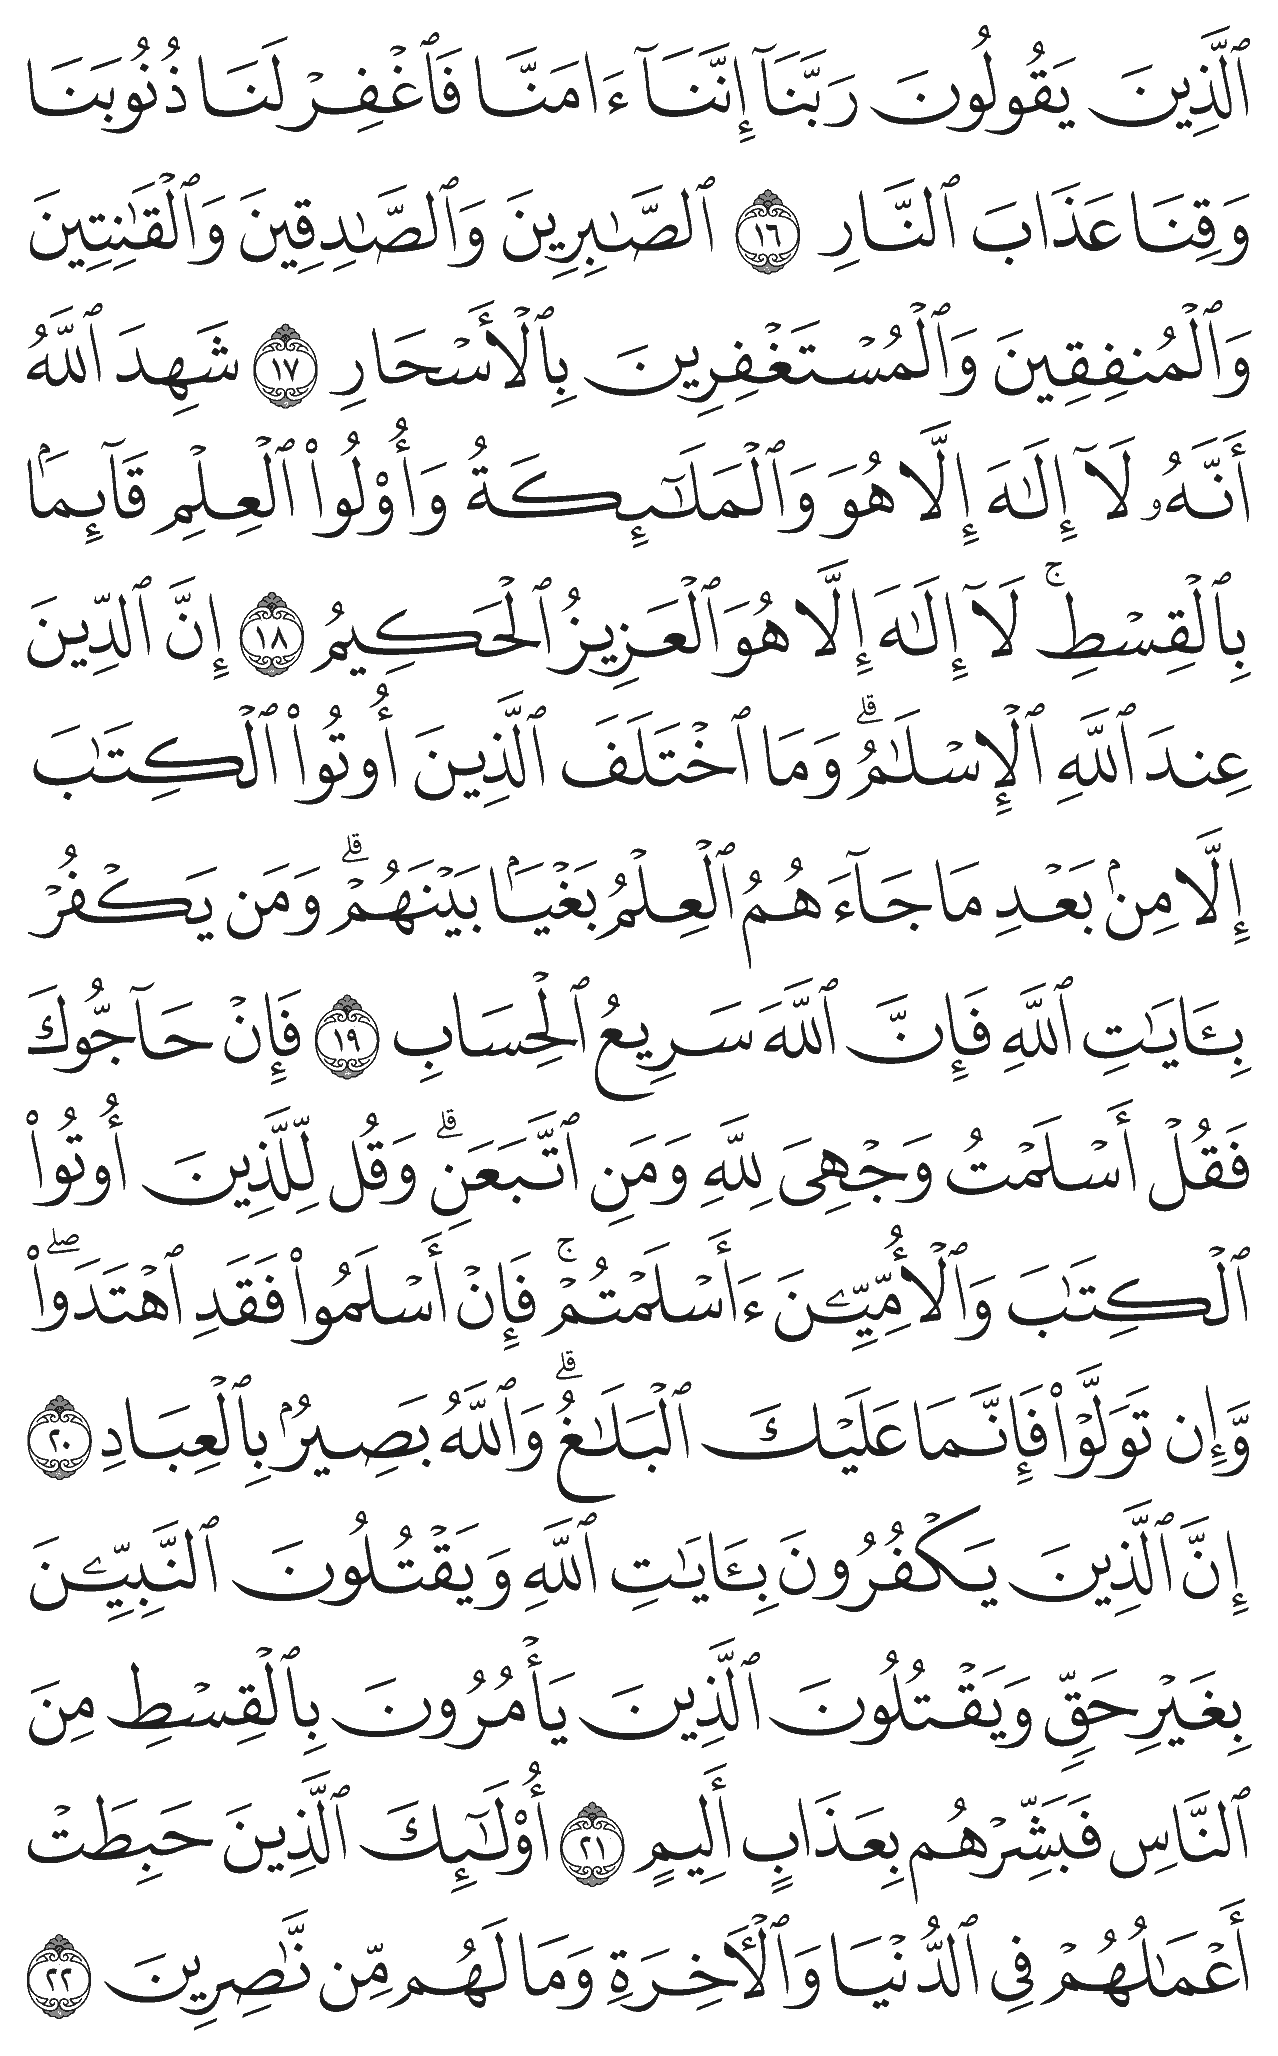 ٱلَّذِينَ يَقُولُونَ رَبَّنَآ إِنَّنَآ ءَامَنَّا فَٱغْفِرْ لَنَا ذُنُوبَنَا
وَقِنَا عَذَابَ ٱلنَّارِ ١٦ ٱلصَّـٰبِرِينَ وَٱلصَّـٰدِقِينَ وَٱلْقَـٰنِتِينَ
وَٱلْمُنفِقِينَ وَٱلْمُسْتَغْفِرِينَ بِٱلْأَسْحَارِ ١٧ شَهِدَ ٱللَّهُ
أَنَّهُۥ لَآ إِلَـٰهَ إِلَّا هُوَ وَٱلْمَلَـٰٓئِكَةُ وَأُو۟لُوا۟ ٱلْعِلْمِ قَآئِمَۢا
بِٱلْقِسْطِ ۚ لَآ إِلَـٰهَ إِلَّا هُوَ ٱلْعَزِيزُ ٱلْحَكِيمُ ١٨ إِنَّ ٱلدِّينَ
عِندَ ٱللَّهِ ٱلْإِسْلَـٰمُ ۗ وَمَا ٱخْتَلَفَ ٱلَّذِينَ أُوتُوا۟ ٱلْكِتَـٰبَ
إِلَّا مِنۢ بَعْدِ مَا جَآءَهُمُ ٱلْعِلْمُ بَغْيَۢا بَيْنَهُمْ ۗ وَمَن يَكْفُرْ
بِـَٔايَـٰتِ ٱللَّهِ فَإِنَّ ٱللَّهَ سَرِيعُ ٱلْحِسَابِ ١٩ فَإِنْ حَآجُّوكَ
فَقُلْ أَسْلَمْتُ وَجْهِىَ لِلَّهِ وَمَنِ ٱتَّبَعَنِ ۗ وَقُل لِّلَّذِينَ أُوتُوا۟
ٱلْكِتَـٰبَ وَٱلْأُمِّيِّـۧنَ ءَأَسْلَمْتُمْ ۚ فَإِنْ أَسْلَمُوا۟ فَقَدِ ٱهْتَدَوا۟ ۖ
وَّإِن تَوَلَّوْا۟ فَإِنَّمَا عَلَيْكَ ٱلْبَلَـٰغُ ۗ وَٱللَّهُ بَصِيرُۢ بِٱلْعِبَادِ ٢٠
إِنَّ ٱلَّذِينَ يَكْفُرُونَ بِـَٔايَـٰتِ ٱللَّهِ وَيَقْتُلُونَ ٱلنَّبِيِّـۧنَ
بِغَيْرِ حَقٍّ وَيَقْتُلُونَ ٱلَّذِينَ يَأْمُرُونَ بِٱلْقِسْطِ مِنَ
ٱلنَّاسِ فَبَشِّرْهُم بِعَذَابٍ أَلِيمٍ ٢١ أُو۟لَـٰٓئِكَ ٱلَّذِينَ حَبِطَتْ
أَعْمَـٰلُهُمْ فِى ٱلدُّنْيَا وَٱلْـَٔاخِرَةِ وَمَا لَهُم مِّن نَّـٰصِرِينَ ٢٢